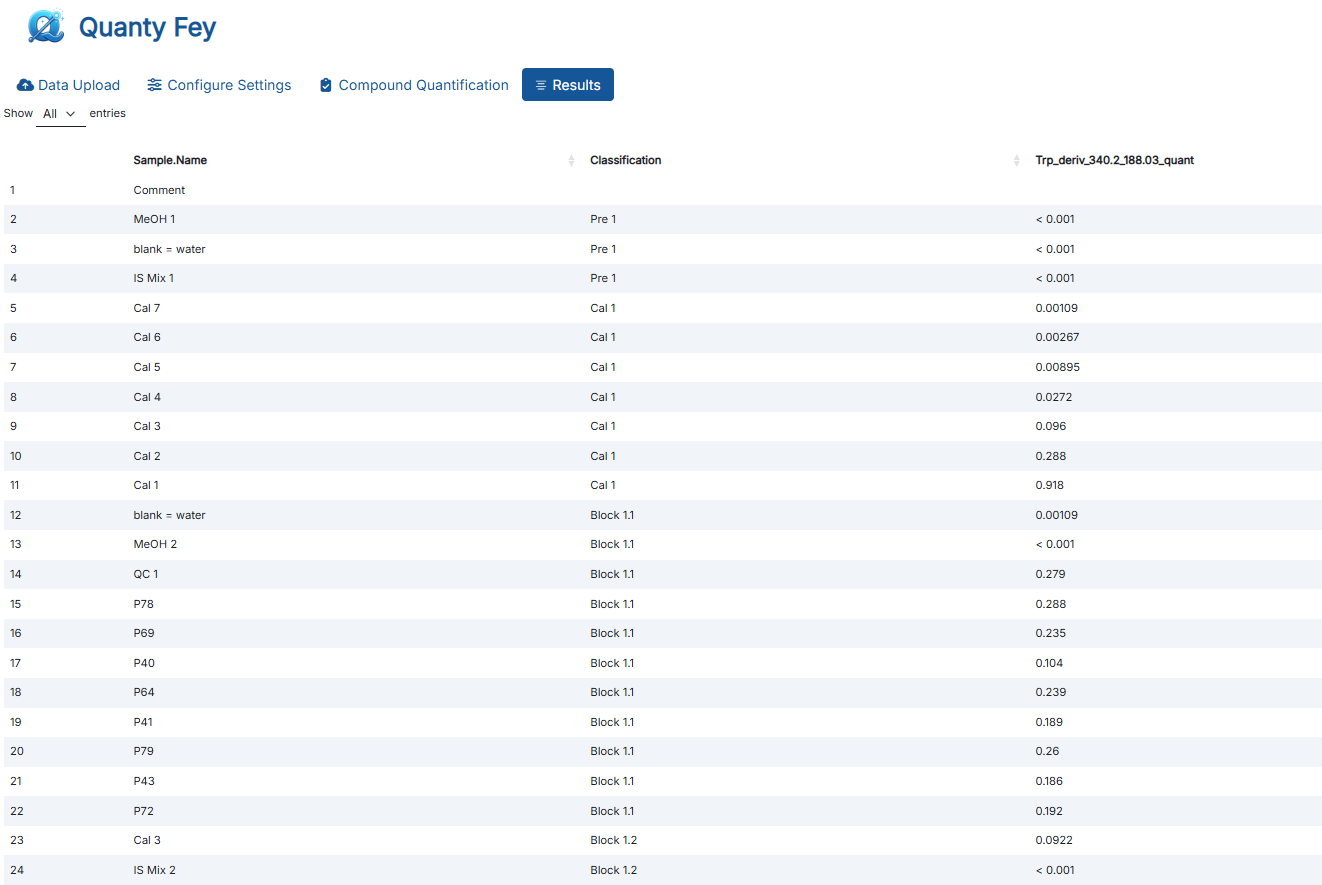 Quanty Fey
Data Upload Configure Settings Compound Quantification Results
Show All entries
Sample.Name Classification Trp_deriv_340.2_188.03_quant
1 Comment
2 MeOH 1 Pre 1 < 0.001
3 blank = water Pre 1 < 0.001
4 IS Mix 1 Pre 1 < 0.001
5 Cal 7 Cal 1 0.00109
6 Cal 6 Cal 1 0.00267
7 Cal 5 Cal 1 0.00895
8 Cal 4 Cal 1 0.0272
9 Cal 3 Cal 1 0.096
10 Cal 2 Cal 1 0.288
11 Cal 1 Cal 1 0.918
12 blank = water Block 1.1 0.00109
13 MeOH 2 Block 1.1 < 0.001
14 QC 1 Block 1.1 0.279
15 P78 Block 1.1 0.288
16 P69 Block 1.1 0.235
17 P40 Block 1.1 0.104
18 P64 Block 1.1 0.239
19 P41 Block 1.1 0.189
20 P79 Block 1.1 0.26
21 P43 Block 1.1 0.186
22 P72 Block 1.1 0.192
23 Cal 3 Block 1.2 0.0922
24 IS Mix 2 Block 1.2 < 0.001